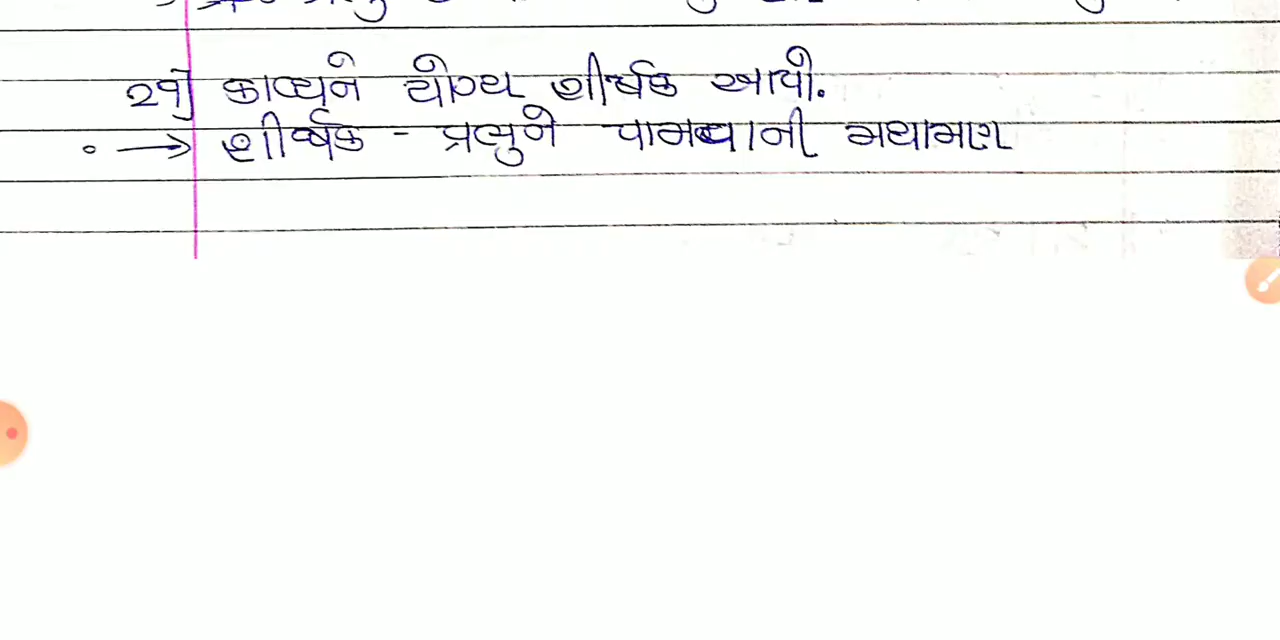 ૨૧] કાવ્યને યોગ્ય શીર્ષક આપો.
→ શીર્ષક - પ્રભુને પામવાની મથામણ